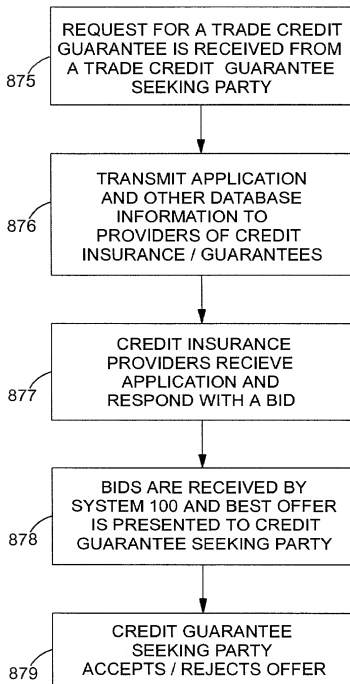 REQUEST FOR A TRADE CREDIT
GUARANTEE IS RECEIVED FROM
A TRADE CREDIT GUARANTEE
SEEKING PARTY
875
TRANSMIT APPLICATION
AND OTHER DATABASE
INFORMATION TO
PROVIDERS OF CREDIT
INSURANCE / GUARANTEES
876
CREDIT INSURANCE
PROVIDERS RECIEVE
APPLICATION AND
RESPOND WITH A BID
877
BIDS ARE RECEIVED BY
SYSTEM 100 AND BEST OFFER
IS PRESENTED TO CREDIT
GUARANTEE SEEKING PARTY
878
CREDIT GUARANTEE
SEEKING PARTY
ACCEPTS / REJECTS OFFER
879